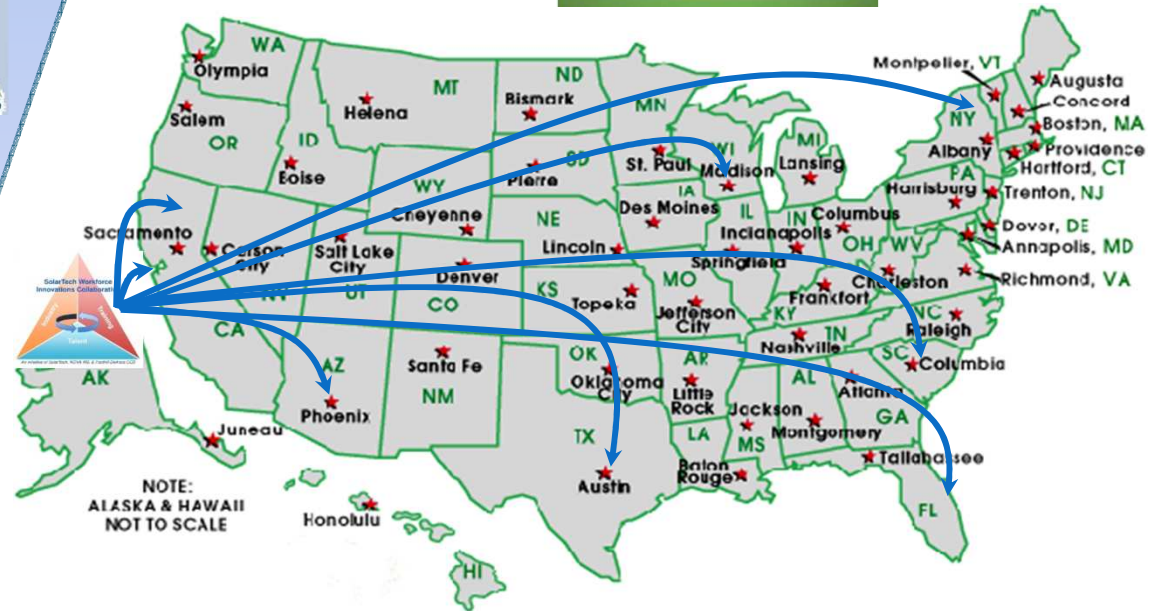 WA
Olympia
MT
Helena
ND
Bismark
MN
Montpelier, VT
Augusta
Concord
Boston, MA
Providence
Hartford, CT
NY
Albany
Salem
OR
ID
Boise
SD
Pierre
St. Paul
WI
Madison
MI
Lansing
PA
Harrisburg
Trenton, NJ
WY
Cheyenne
NE
Lincoln
IA
Des Moines
IL
Springfield
IN
Indianapolis
Columbus
OH
WV
Charleston
Dover, DE
Annapolis, MD
Richmond, VA
Sacramento
Carson
City
NV
Salt Lake
City
UT
Denver
CO
KS
Topeka
MO
Jefferson
City
KY
Frankfort
NC
Raleigh
SolarTech Workforce
Innovations Collaborati
Training
Talent
CA
AZ
Phoenix
Santa Fe
NM
OK
Oklahoma
City
AR
Little
Rock
TN
Nashville
SC
Columbia
AL
Montgomery
Atlanta
GA
Jackson
MS
LA
Baton
Rouge
TX
Austin
Tallahassee
FL
AK
Juneau
NOTE:
ALASKA & HAWAII
NOT TO SCALE
Honolulu
HI